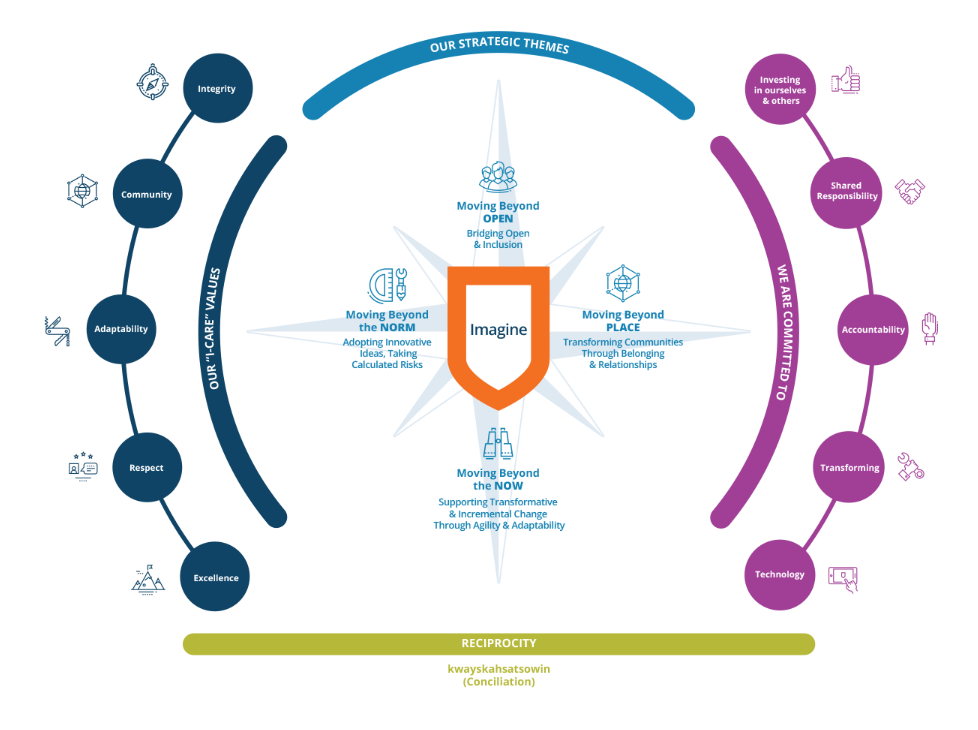 OUR STRATEGIC THEMES
Integrity
Community
Adaptability
Respect
Excellence
OUR “I-CARE” VALUES
Moving Beyond
OPEN
Bridging Open
& Inclusion
Moving Beyond
the NORM
Adopting Innovative
Ideas, Taking
Calculated Risks
Imagine
Moving Beyond
PLACE
Transforming Communities
Through Belonging
& Relationships
Moving Beyond
the NOW
Supporting Transformative
& Incremental Change
Through Agility & Adaptability
WE ARE COMMITTED TO
Investing
in ourselves
& others
Shared
Responsibility
Accountability
Transforming
Technology
RECIPROCITY
kwayskahsatsowin
(Conciliation)